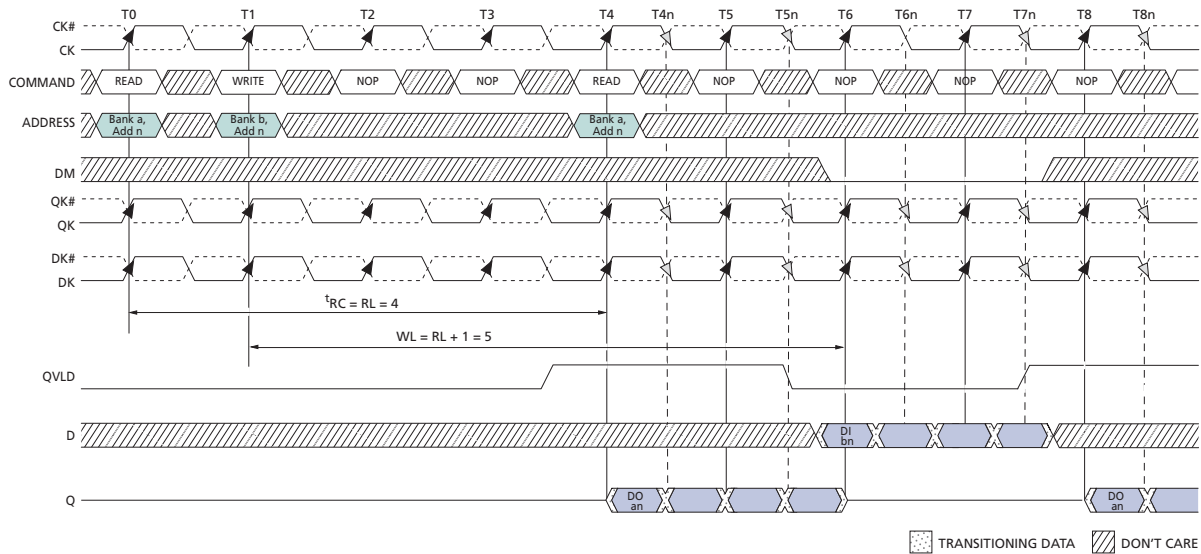 T0 T1 T2 T3 T4 T4n T5 T5n T6 T6n T7 T7n T8 T8n
CK#
CK
COMMAND READ WRITE NOP NOP READ NOP NOP NOP NOP
ADDRESS Bank a, Add n Bank b, Add n Bank a, Add n
DM
QK#
QK
DK#
DK
tRC = RL = 4
WL = RL + 1 = 5
QVLD
D DI bn
Q DO an DO an
TRANSITIONING DATA DON'T CARE